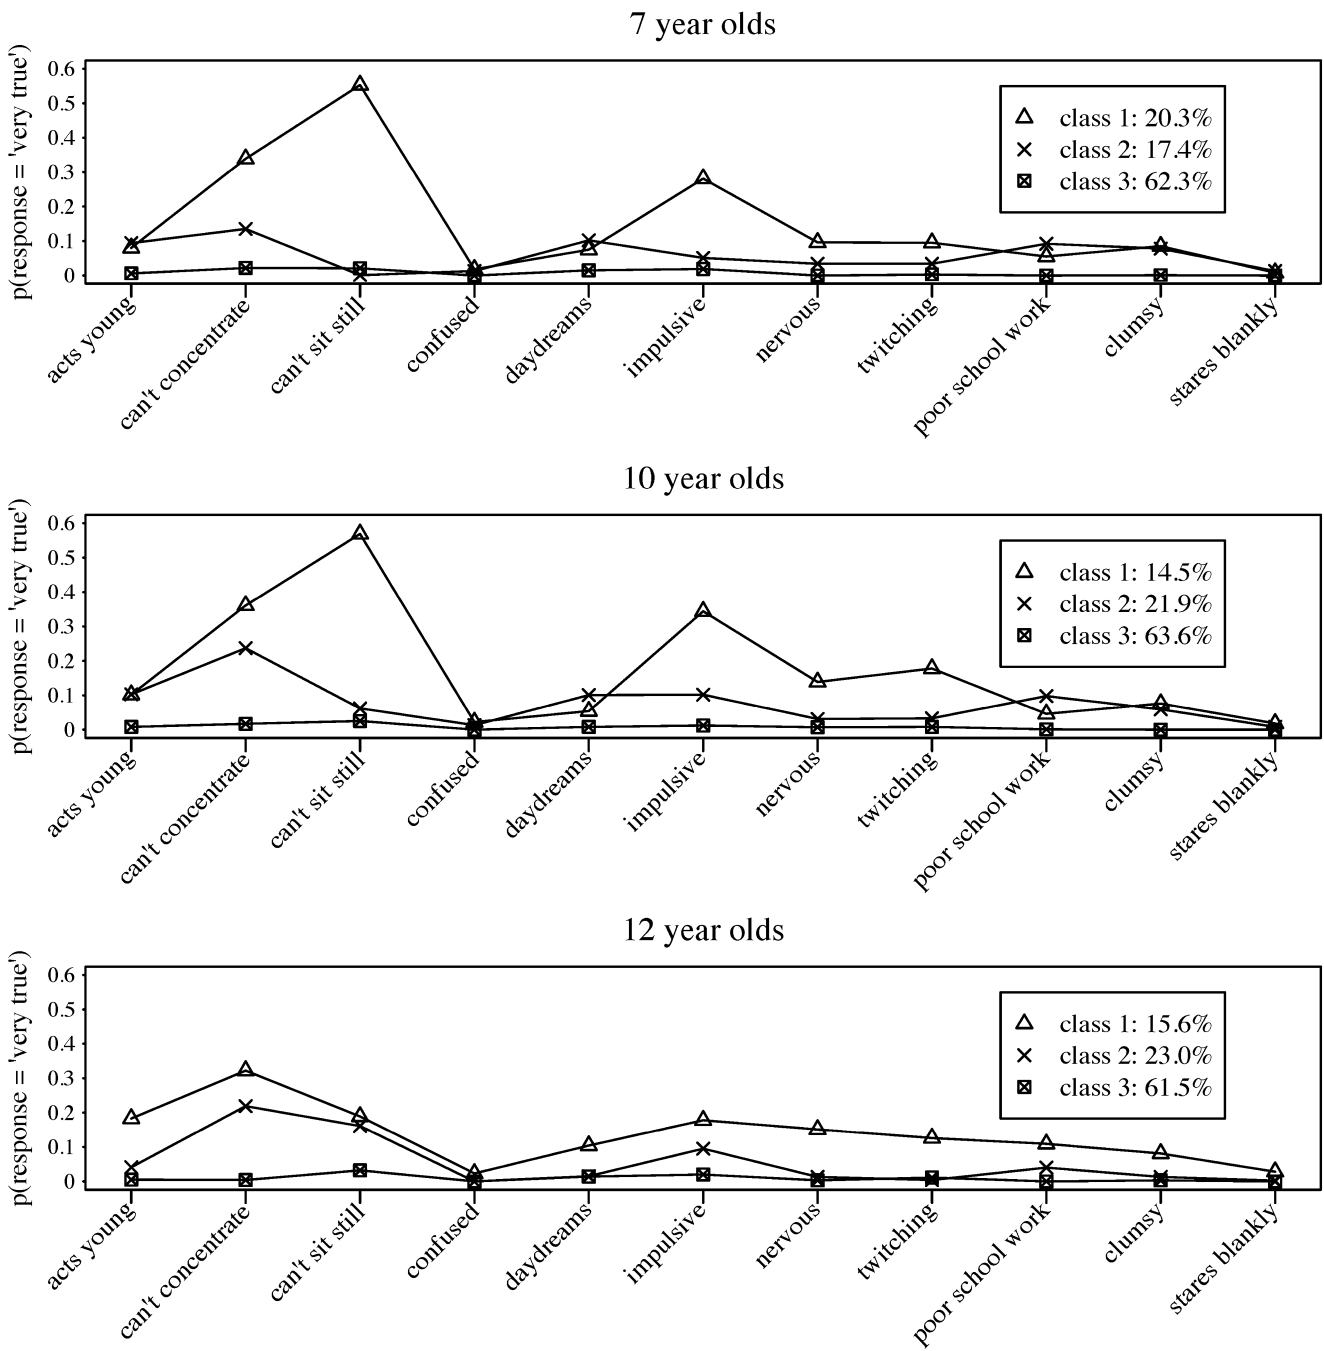 7 year olds
p(response = 'very true')
0.6
0.5
0.4
0.3
0.2
0.1
0
class 1: 20.3%
class 2: 17.4%
class 3: 62.3%
acts young
can't concentrate
can't sit still
confused
daydreams
impulsive
nervous
twitching
poor school work
clumsy
stares blankly
10 year olds
p(response = 'very true')
0.6
0.5
0.4
0.3
0.2
0.1
0
class 1: 14.5%
class 2: 21.9%
class 3: 63.6%
acts young
can't concentrate
can't sit still
confused
daydreams
impulsive
nervous
twitching
poor school work
clumsy
stares blankly
12 year olds
p(response = 'very true')
0.6
0.5
0.4
0.3
0.2
0.1
0
class 1: 15.6%
class 2: 23.0%
class 3: 61.5%
acts young
can't concentrate
can't sit still
confused
daydreams
impulsive
nervous
twitching
poor school work
clumsy
stares blankly